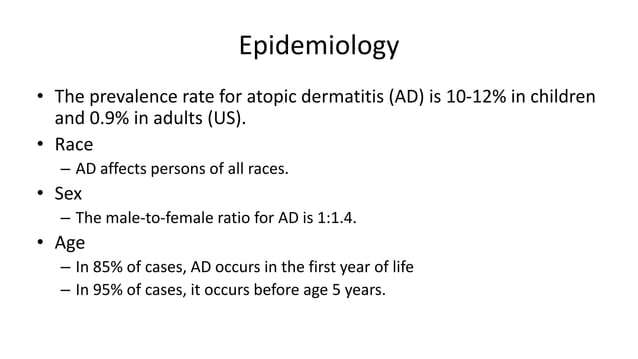 Epidemiology
• The prevalence rate for atopic dermatitis (AD) is 10-12% in children
and 0.9% in adults (US).
• Race
– AD affects persons of all races.
• Sex
– The male-to-female ratio for AD is 1:1.4.
• Age
– In 85% of cases, AD occurs in the first year of life
– In 95% of cases, it occurs before age 5 years.